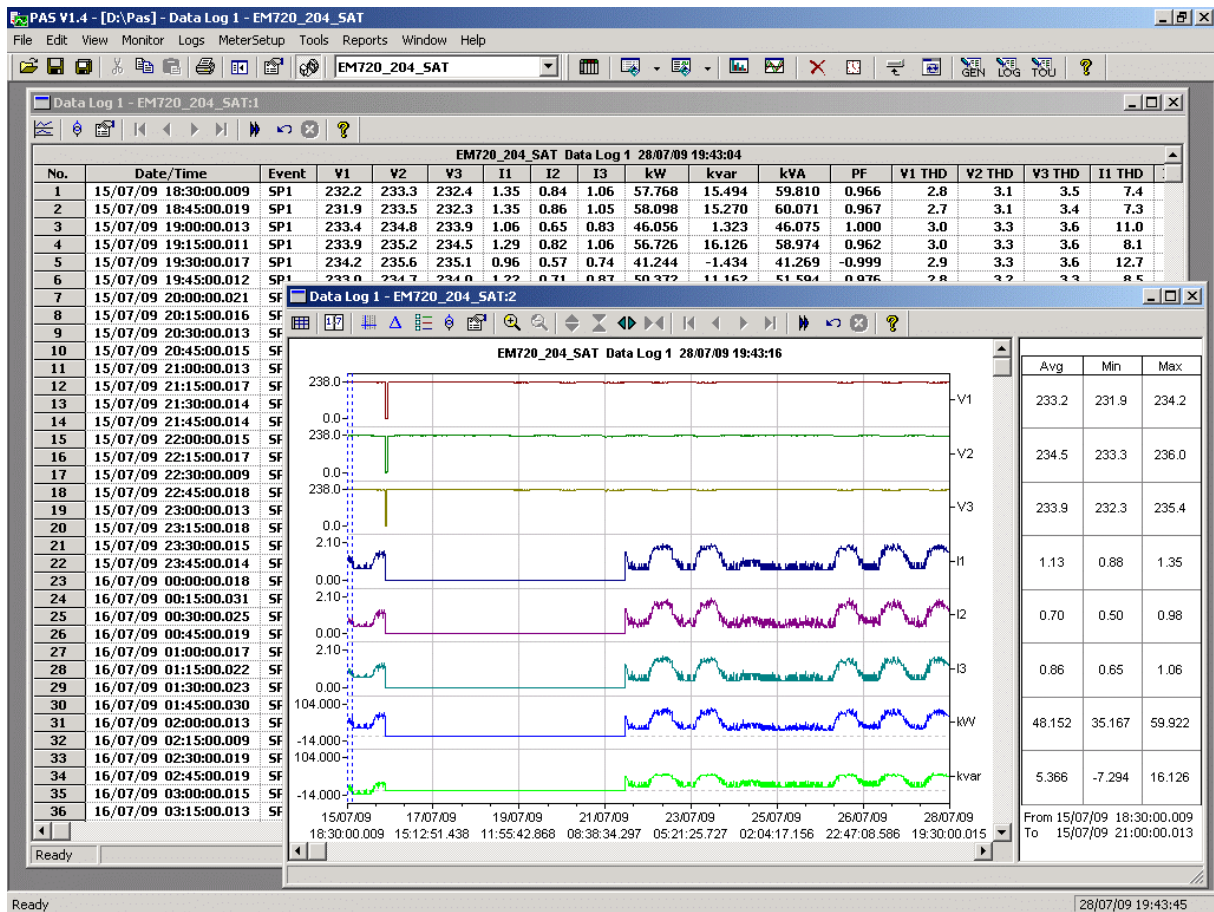 PAS V1.4 - [D:\Pas] - Data Log 1 - EM720_204_SAT
File Edit View Monitor Logs MeterSetup Tools Reports Window Help
EM720_204_SAT GEN LOG TOU
Data Log 1 - EM720_204_SAT:1
EM720_204_SAT Data Log 1 28/07/09 19:43:04
No. Date/Time Event V1 V2 V3 I1 I2 I3 kW kvar kVA PF V1 THD V2 THD V3 THD I1 THD
1 15/07/09 18:30:00.009 SP1 232.2 233.3 232.4 1.35 0.84 1.06 57.768 15.494 59.810 0.966 2.8 3.1 3.5 7.4
2 15/07/09 18:45:00.019 SP1 231.9 233.5 232.3 1.35 0.86 1.05 58.098 15.270 60.071 0.967 2.7 3.1 3.4 7.3
3 15/07/09 19:00:00.013 SP1 233.4 234.8 233.9 1.06 0.65 0.83 46.056 1.323 46.075 1.000 3.0 3.3 3.6 11.0
4 15/07/09 19:15:00.011 SP1 233.9 235.2 234.5 1.29 0.82 1.06 56.726 16.126 58.974 0.962 3.0 3.3 3.6 8.1
5 15/07/09 19:30:00.017 SP1 234.2 235.6 235.1 0.96 0.57 0.74 41.244 -1.434 41.269 -0.999 2.9 3.3 3.6 12.7
6 15/07/09 19:45:00.012 SP1 233.0 234.7 234.0 1.22 0.71 0.87 50.372 11.162 51.594 0.976 2.8 3.2 3.3 8.5
7 15/07/09 20:00:00.021
8 15/07/09 20:15:00.016
9 15/07/09 20:30:00.013
10 15/07/09 20:45:00.015
11 15/07/09 21:00:00.013
12 15/07/09 21:15:00.017
13 15/07/09 21:30:00.014
14 15/07/09 21:45:00.014
15 15/07/09 22:00:00.015
16 15/07/09 22:15:00.017
17 15/07/09 22:30:00.009
18 15/07/09 22:45:00.018
19 15/07/09 23:00:00.013
20 15/07/09 23:15:00.018
21 15/07/09 23:30:00.015
22 15/07/09 23:45:00.014
23 16/07/09 00:00:00.018
24 16/07/09 00:15:00.031
25 16/07/09 00:30:00.025
26 16/07/09 00:45:00.019
27 16/07/09 01:00:00.017
28 16/07/09 01:15:00.022
29 16/07/09 01:30:00.023
30 16/07/09 01:45:00.030
31 16/07/09 02:00:00.013
32 16/07/09 02:15:00.009
33 16/07/09 02:30:00.019
34 16/07/09 02:45:00.019
35 16/07/09 03:00:00.015
36 16/07/09 03:15:00.013
Ready
Data Log 1 - EM720_204_SAT:2
EM720_204_SAT Data Log 1 28/07/09 19:43:16
Avg Min Max
238.0
V1 233.2 231.9 234.2
0.0
238.0
V2 234.5 233.3 236.0
0.0
238.0
V3 233.9 232.3 235.4
0.0
2.10
I1 1.13 0.88 1.35
0.00
2.10
I2 0.70 0.50 0.98
0.00
2.10
I3 0.86 0.65 1.06
0.00
104.000
kW 48.152 35.167 59.922
-14.000
104.000
kvar 5.366 -7.294 16.126
-14.000
15/07/09 17/07/09 19/07/09 21/07/09 23/07/09 25/07/09 26/07/09 28/07/09
18:30:00.009 15:12:51.438 11:55:42.868 08:38:34.297 05:21:25.727 02:04:17.156 22:47:08.586 19:30:00.015
From 15/07/09 18:30:00.009
To 15/07/09 21:00:00.013
Ready 28/07/09 19:43:45